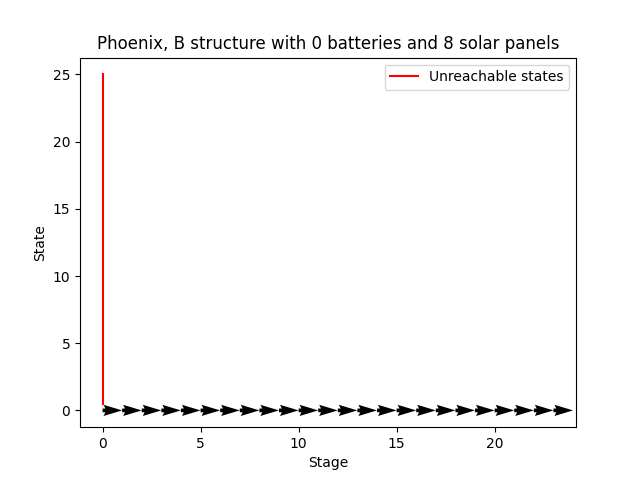 Phoenix, B structure with 0 batteries and 8 solar panels
Unreachable states
25
20
15
10
5
0
State
0 5 10 15 20
Stage